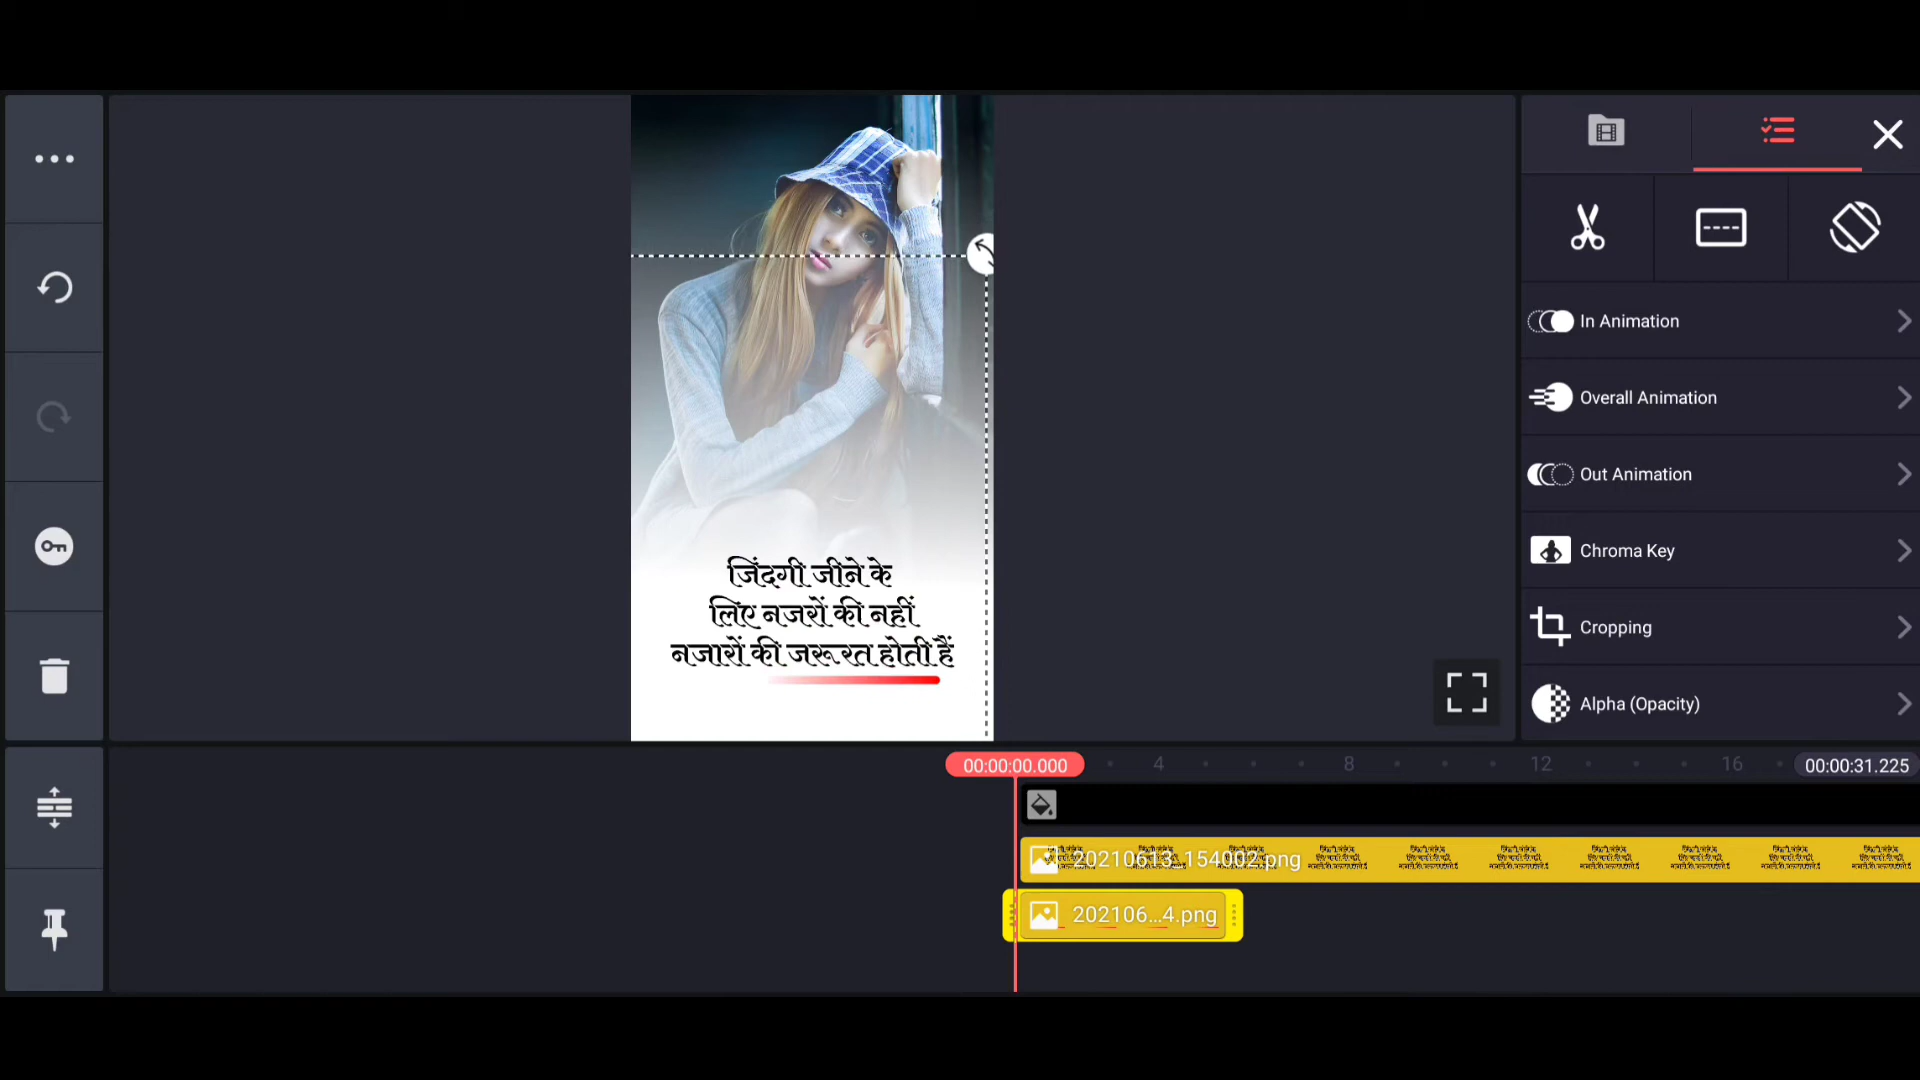 In Animation
Overall Animation
Out Animation
Chroma Key
Cropping
Alpha (Opacity)
जिंदगी जीने के
लिए नजरों की नहीं
नजारों की जरूरत होती हैं
00:00:00.000 4 8 12 16 00:00:31.225
20210613_154002.png
202106...4.png